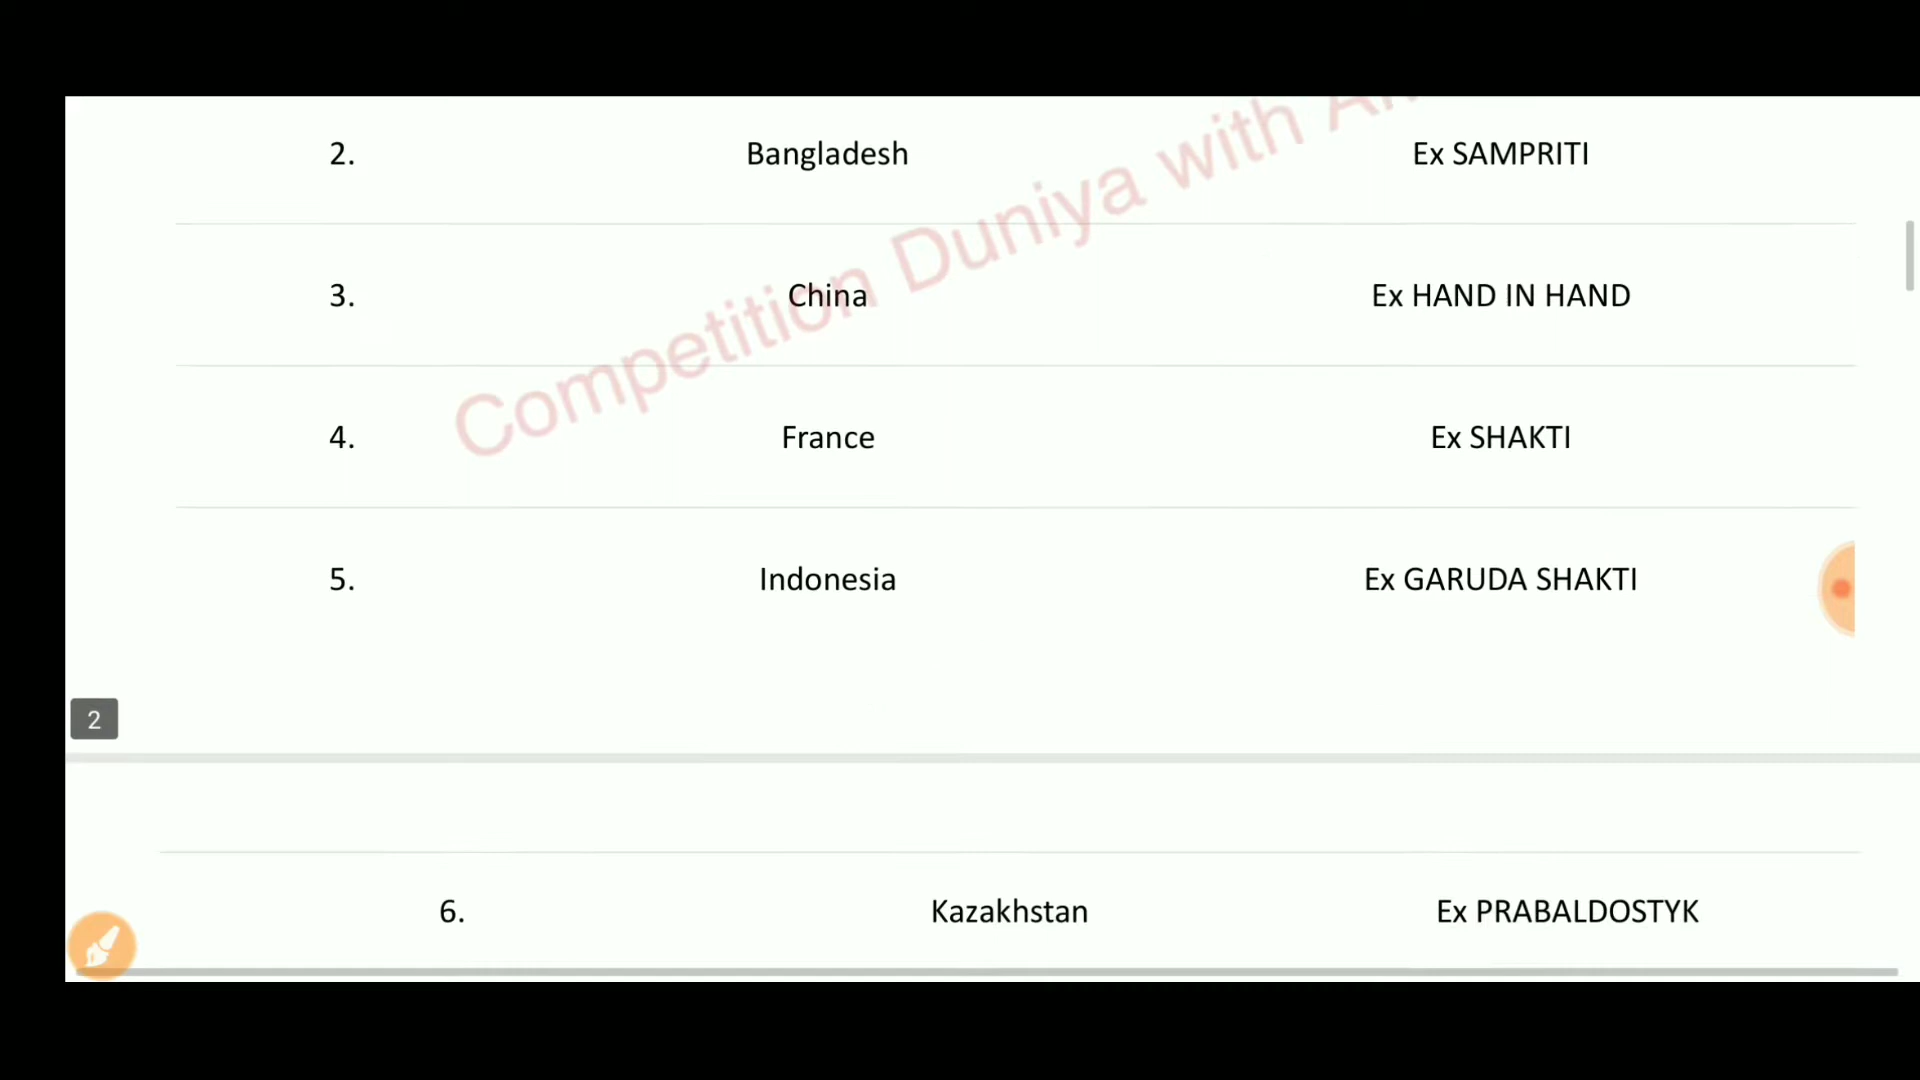 2. Bangladesh Ex SAMPRITI
3. China Ex HAND IN HAND
4. France Ex SHAKTI
5. Indonesia Ex GARUDA SHAKTI
2
6. Kazakhstan Ex PRABALDOSTYK
Competition Duniya with